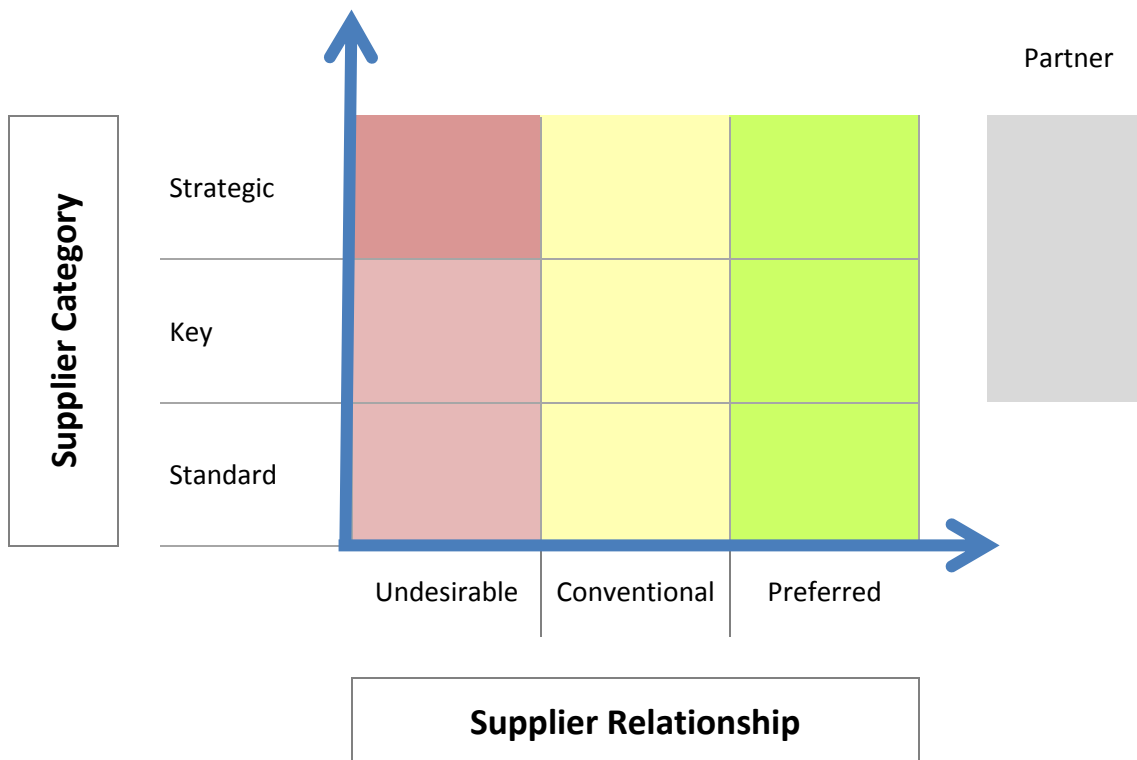 Partner
Strategic
Supplier Category
Key
Standard
Undesirable Conventional Preferred
Supplier Relationship